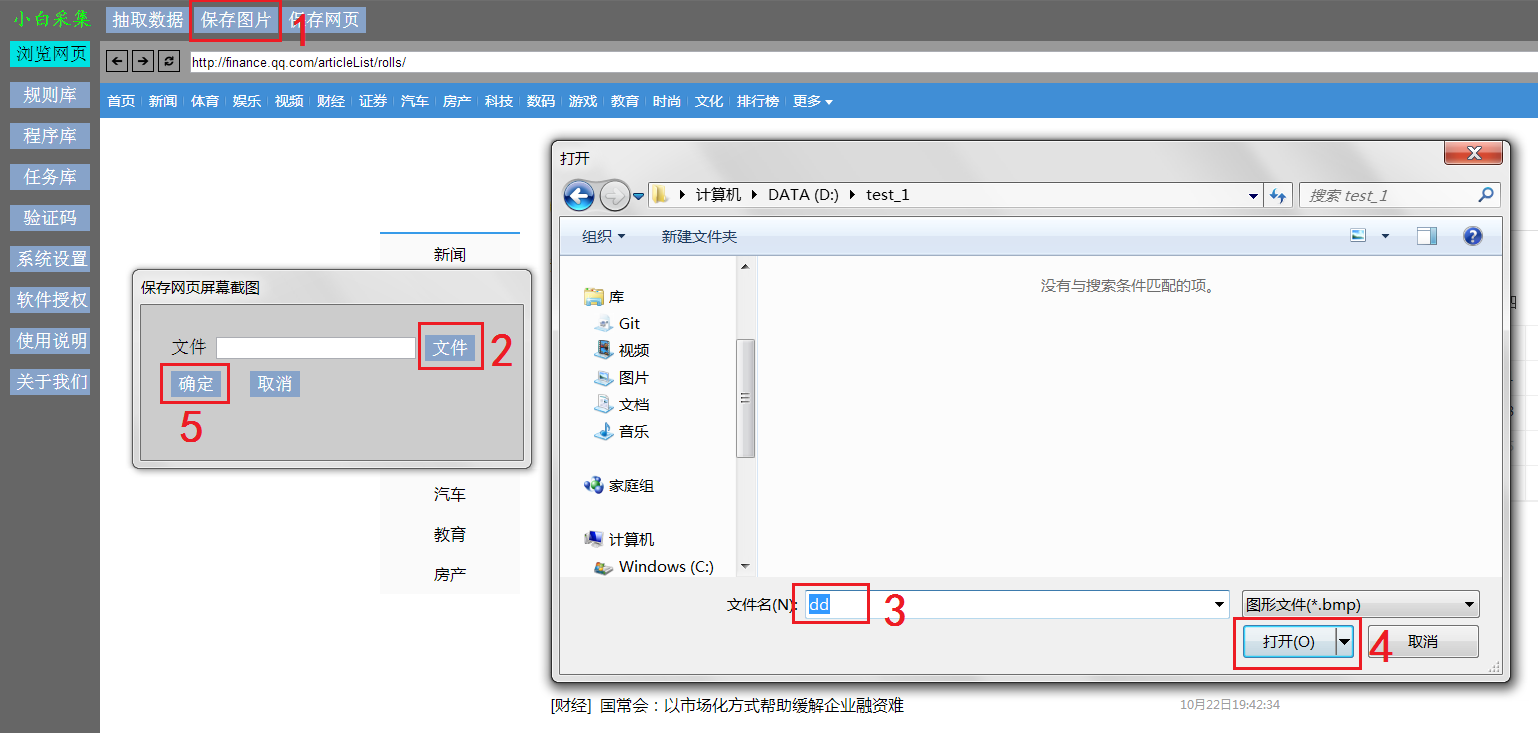 小白采集
抽取数据 保存图片 保存网页
1
浏览网页
规则库
程序库
任务库
验证码
系统设置
软件授权
使用说明
关于我们
http://finance.qq.com/articleList/rolls/
首页 新闻 体育 娱乐 视频 财经 证券 汽车 房产 科技 数码 游戏 教育 时尚 文化 排行榜 更多
新闻
保存网页屏幕截图
文件 文件 2
确定 取消
5
汽车
教育
房产
打开
计算机 DATA (D:) test_1 搜索 test_1
组织 新建文件夹
没有与搜索条件匹配的项。
库
Git
视频
图片
文档
音乐
家庭组
计算机
Windows (C:)
文件名(N): dd 3 图形文件(*.bmp)
打开(O) 4 取消
[财经] 国常会：以市场化方式帮助缓解企业融资难 10月22日19:42:34